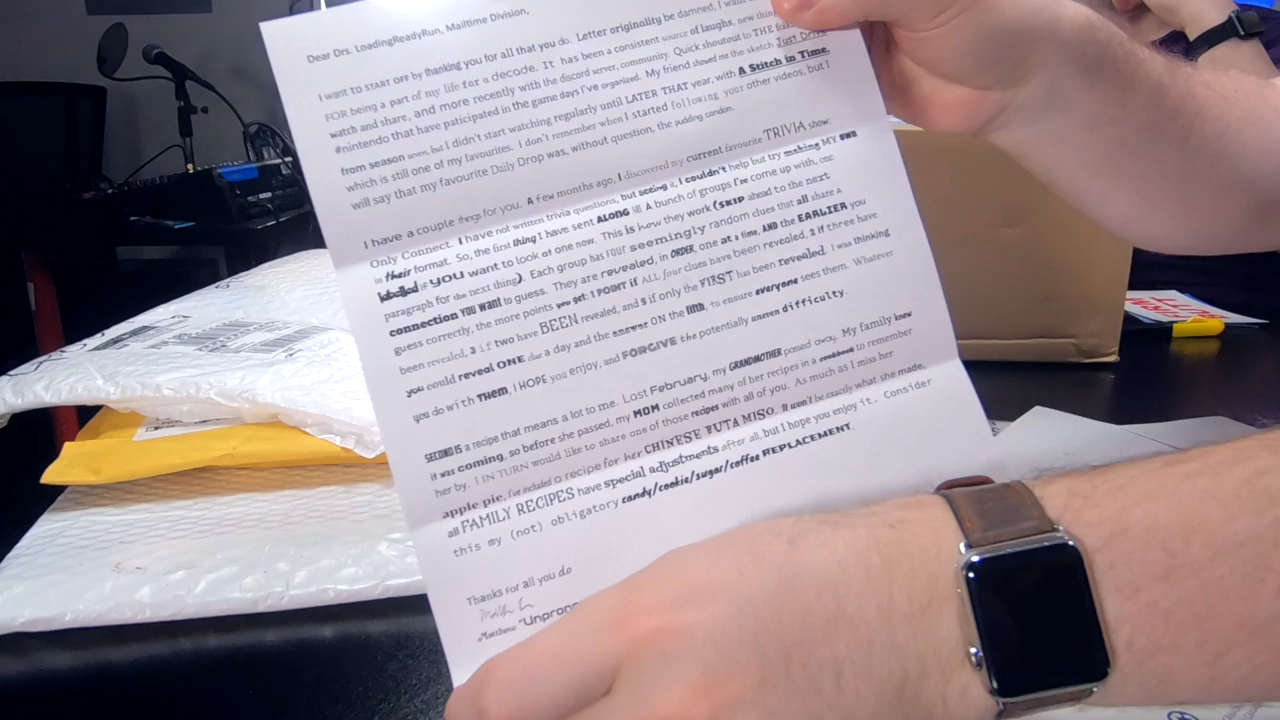 Dear Drs. LoadingReadyRun, Mailtime Division,
I want to START OFF by thanking you for all that you do. Letter originality be damned, I want
FOR being a part of my life for a decade. It has been a consistent source of laughs, new
watch and share, and more recently with the discord server, community. Quick shoutout to THE
#nintendo that have paticipated in the game days I've organized. My friend showed me the sketch Just Drive
from season seven, but I didn't start watching regularly until LATER THAT year, with A Stitch in Time,
which is still one of my favourites. I don't remember when I started following your other videos, but I
will say that my favourite Daily Drop was, without question, the pudding condom.
I have a couple things for you. A few months ago, I discovered my current favourite TRIVIA show:
Only Connect. I have not written trivia questions, but seeing it, I couldn't help but try making MY own
in their format. So, the first thing I have sent ALONG is A bunch of groups I've come up with, one
labelled if YOU want to look at one now. This is how they work (SKIP ahead to the next
paragraph for the next thing). Each group has FOUR seemingly random clues that all share a
connection YOU want to guess. They are revealed, in ORDER, one at a time, AND the EARLIER you
guess correctly, the more points you get: 1 POINT if ALL four clues have been revealed, 2 if three have
been revealed, 3 if two have BEEN revealed, and 5 if only the FIRST has been revealed. I was thinking
you could reveal ONE clue a day and the answer ON the fifth, to ensure everyone sees them. Whatever
you do with THEM, I HOPE you enjoy, and FORGIVE the potentially uneven difficulty.
SECOND IS a recipe that means a lot to me. Last February, my GRANDMOTHER passed away. My family knew
it was coming, so before she passed, my MOM collected many of her recipes in a cookbook to remember
her by. I IN TURN would like to share one of those recipes with all of you. As much as I miss her
apple pie, I've included a recipe for her CHINESE BUTA MISO. It won't be exactly what she made,
all FAMILY RECIPES have special adjustments after all, but I hope you enjoy it. Consider
this my (not) obligatory candy/cookie/sugar/coffee REPLACEMENT.
Thanks for all you do
Matthew "Unpron